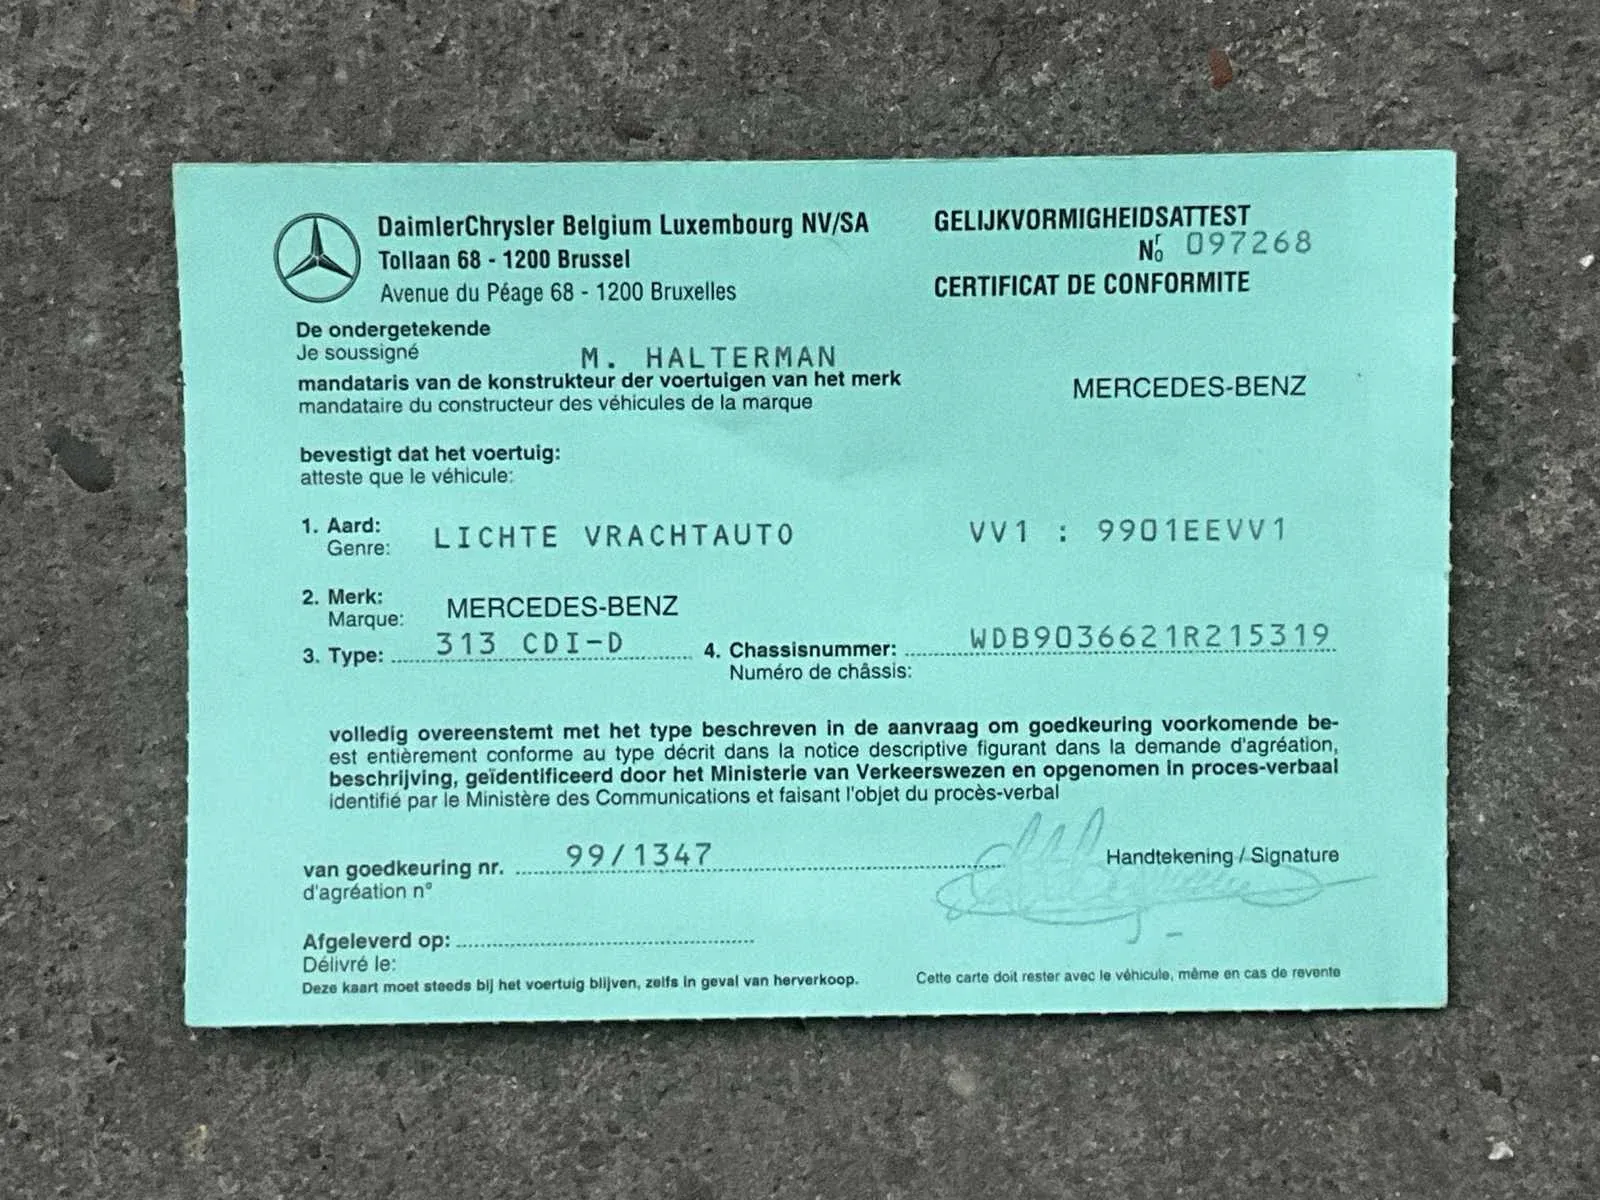 DaimlerChrysler Belgium Luxembourg NV/SA
Tollaan 68 - 1200 Brussel
Avenue du Péage 68 - 1200 Bruxelles
GELIJKVORMIGHEIDSATTEST
Nr/o 097268
CERTIFICAT DE CONFORMITE
De ondergetekende
Je soussigné
M. HALTERMAN
mandataris van de konstrukteur der voertuigen van het merk
mandataire du constructeur des véhicules de la marque
MERCEDES-BENZ
bevestigt dat het voertuig:
atteste que le véhicule:
1. Aard:
Genre:
LICHTE VRACHTAUTO
VV1 : 9901EEVV1
2. Merk:
Marque:
MERCEDES-BENZ
3. Type: 313 CDI-D
4. Chassisnummer: WDB9036621R215319
Numéro de châssis:
volledig overeenstemt met het type beschreven in de aanvraag om goedkeuring voorkomende be-
est entièrement conforme au type décrit dans la notice descriptive figurant dans la demande d'agréation,
beschrijving, geïdentificeerd door het Ministerie van Verkeerswezen en opgenomen in proces-verbaal
identifié par le Ministère des Communications et faisant l'objet du procès-verbal
van goedkeuring nr. 99/1347
d'agréation n°
Handtekening / Signature
Afgeleverd op:
Délivré le:
Deze kaart moet steeds bij het voertuig blijven, zelfs in geval van herverkoop.
Cette carte doit rester avec le véhicule, même en cas de revente